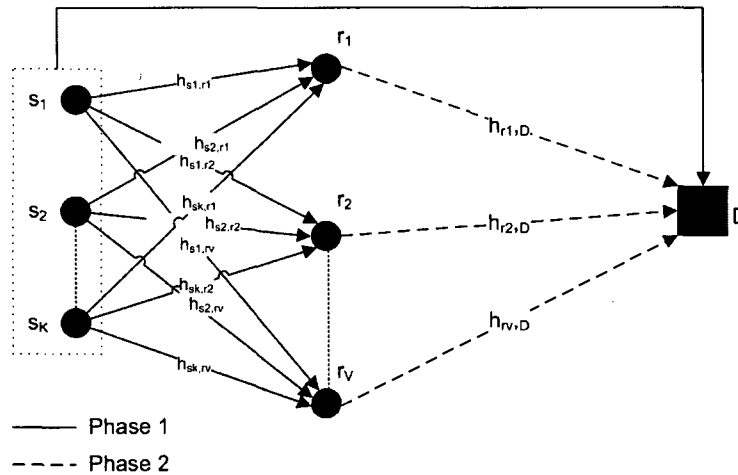 r1
hs1,r1
s1
hs2,r1
hs1,r2
hr1,D
hsk,r1
r2
s2
hs2,r2
hr2,D
D
hs1,rv
hsk,r2
hs2,rv
sK
hr v,D
hsk,rv
rV
Phase 1
Phase 2